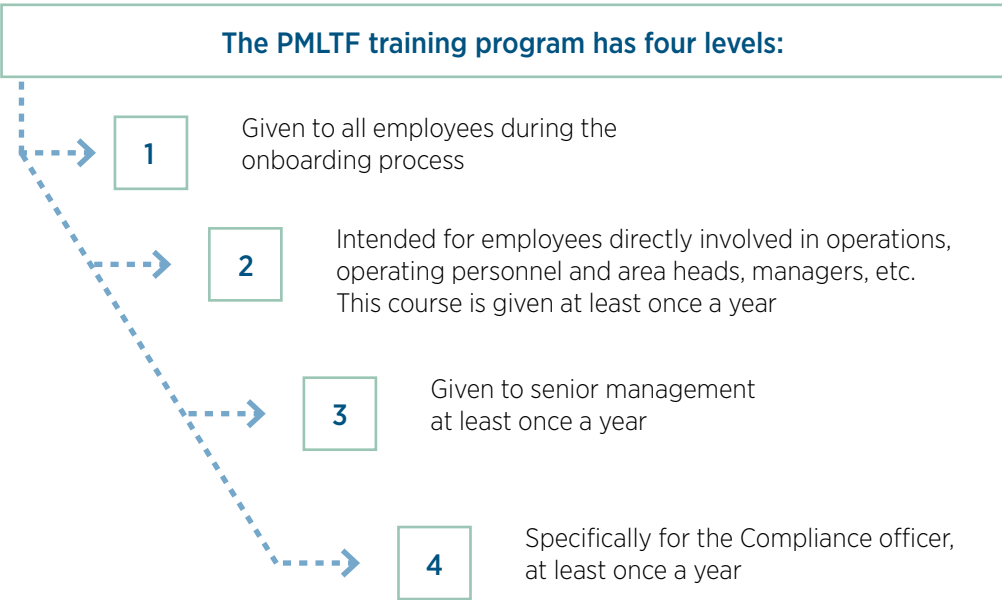 The PMLTF training program has four levels:
1
Given to all employees during the
onboarding process
2
Intended for employees directly involved in operations,
operating personnel and area heads, managers, etc.
This course is given at least once a year
3
Given to senior management
at least once a year
4
Specifically for the Compliance officer,
at least once a year